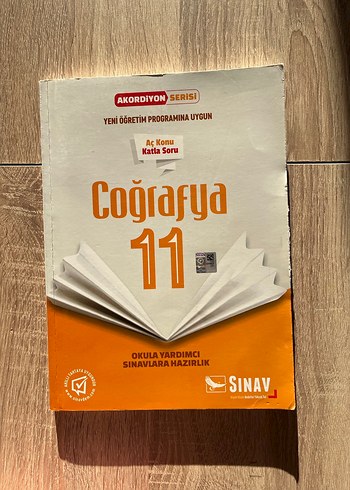 AKORDİYON SERİSİ
YENİ ÖĞRETİM PROGRAMINA UYGUN
Aç Konu
Katla Soru
Coğrafya
11
OKULA YARDIMCI
SINAVLARA HAZIRLIK
SINAV